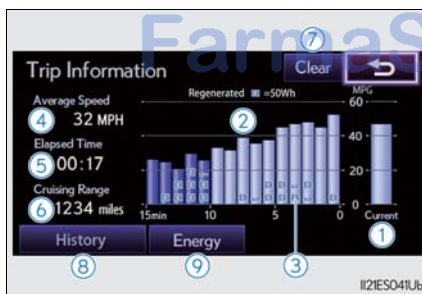 FarmaS
7
Trip Information
Clear
Average Speed
Regenerated E =50Wh
MPG
4
32 MPH
2
60
Elapsed Time
40
5
00:17
Cruising Range
20
6
1234 miles
15min 10 5 0
0
Current
1
History
Energy
8
9
3
II21ES041Ub